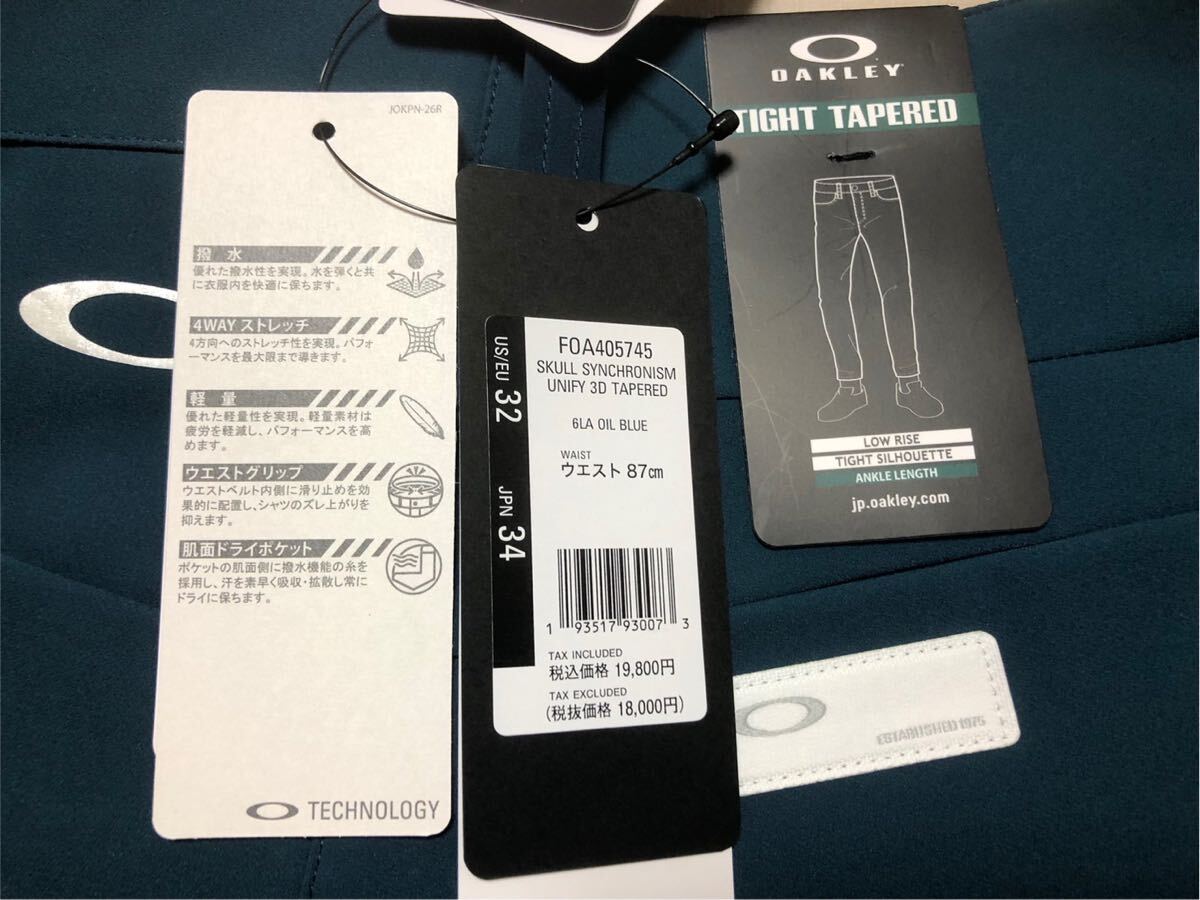 JOKPN-26R
撥水
優れた撥水性を実現。水を弾くと共
に衣服内を快適に保ちます。
4WAY ストレッチ
4方向へのストレッチ性を実現。パフォ
ーマンスを最大限まで導きます。
軽量
優れた軽量性を実現。軽量素材は
疲労を軽減し、パフォーマンスを高
めます。
ウエストグリップ
ウエストベルト内側に滑り止めを効
果的に配置し、シャツのズレ上がりを
抑えます。
肌面ドライポケット
ポケットの肌面側に撥水機能の糸を
採用し、汗を素早く吸収・拡散し常に
ドライに保ちます。
TECHNOLOGY
US/EU 32
JPN 34
FOA405745
SKULL SYNCHRONISM
UNIFY 3D TAPERED
6LA OIL BLUE
WAIST
ウエスト 87cm
1 93517 93007 3
TAX INCLUDED
税込価格 19,800円
TAX EXCLUDED
(税抜価格 18,000円)
OAKLEY
TIGHT TAPERED
LOW RISE
TIGHT SILHOUETTE
ANKLE LENGTH
jp.oakley.com
ESTABLISHED 1975